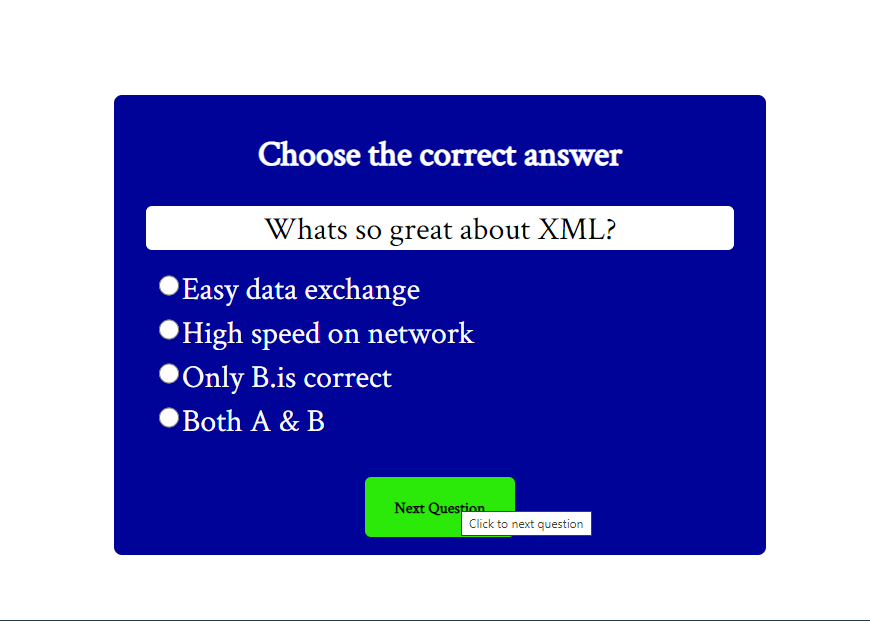 Choose the correct answer
Whats so great about XML?
Easy data exchange
High speed on network
Only B.is correct
Both A & B
Next Question
Click to next question